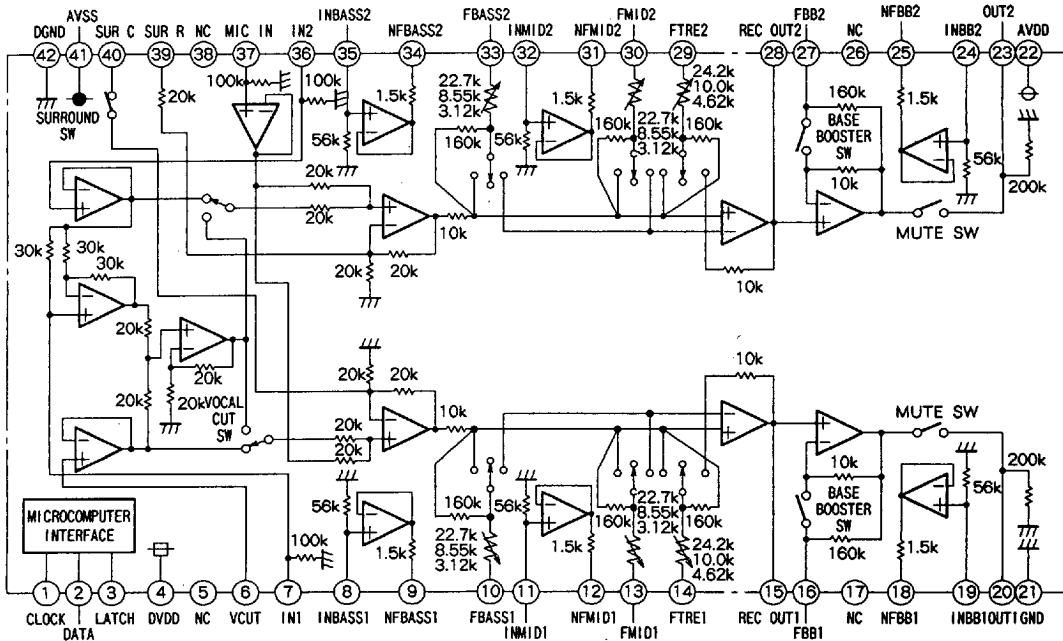 AVSS INBASS2 FBASS2 FMID2 FBB2 NFBB2 OUT2
DGND SUR C SUR R NC MIC IN IN2 NFBASS2 INMID2 NFMID2 FTRE2 REC OUT2 NC INBB2 AVDD
42 41 40 39 38 37 36 35 34 33 32 31 30 29 28 27 26 25 24 23 22
SURROUND
SW
20k
100k
100k
1.5k
56k
22.7k
8.55k
3.12k
160k
1.5k
56k
160k
22.7k
8.55k
3.12k
24.2k
10.0k
4.62k
160k
160k
BASE
BOOSTER
SW
10k
1.5k
56k
200k
MUTE SW
20k
20k
10k
20k
20k
10k
30k
30k
30k
20k
20k
20k
20k
VOCAL
CUT
SW
20k
20k
10k
20k
20k
10k
MUTE SW
10k
BASE
BOOSTER
SW
160k
1.5k
56k
200k
MICROCOMPUTER
INTERFACE
100k
56k
1.5k
160k
22.7k
8.55k
3.12k
56k
1.5k
160k
22.7k
8.55k
3.12k
160k
24.2k
10.0k
4.62k
1 2 3 4 5 6 7 8 9 10 11 12 13 14 15 16 17 18 19 20 21
CLOCK LATCH DVDD NC VCUT IN1 INBASS1 NFBASS1 FBASS1 NFMID1 FTRE1 REC OUT1 NC NFBB1 INBB1 OUT1 GND
DATA INMID1 FMID1 FBB1